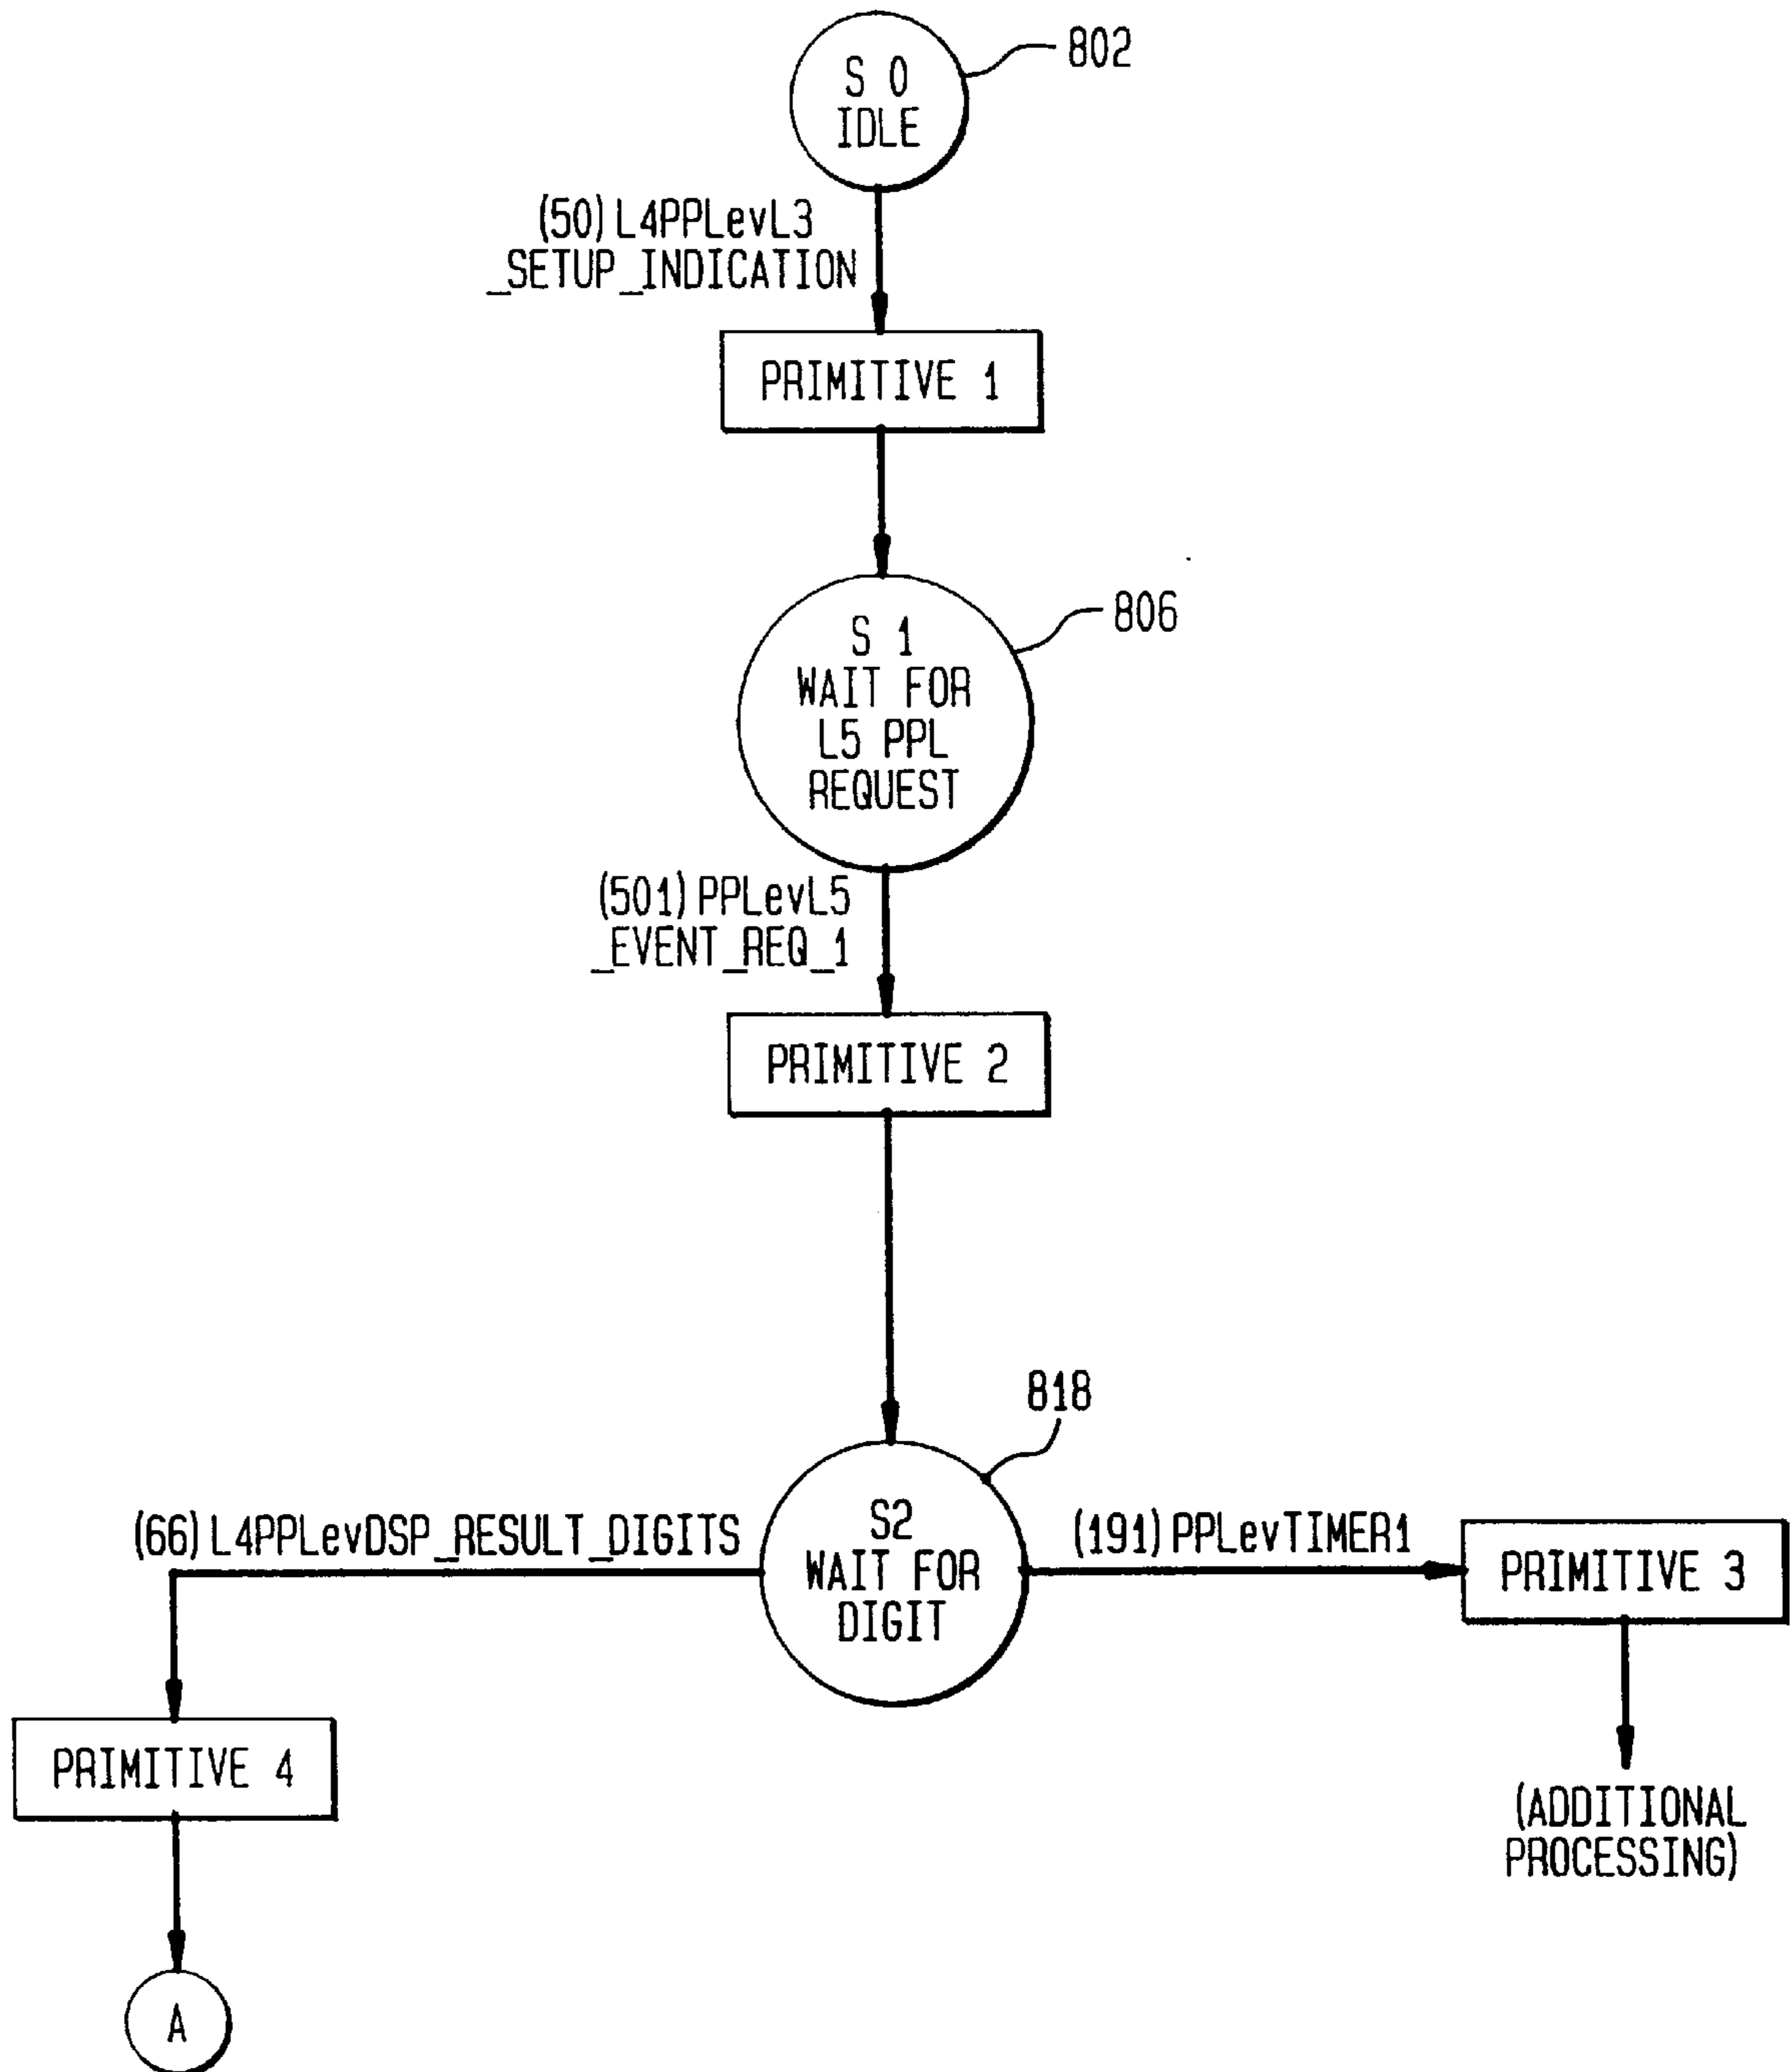 802
S 0
IDLE
(50) L4PPLevL3
_SETUP_INDICATION
PRIMITIVE 1
806
S 1
WAIT FOR
L5 PPL
REQUEST
(501) PPLevL5
_EVENT_REQ_1
PRIMITIVE 2
818
S2
WAIT FOR
DIGIT
(66) L4PPLevDSP_RESULT_DIGITS
(191) PPLevTIMER1
PRIMITIVE 3
PRIMITIVE 4
(ADDITIONAL
PROCESSING)
A